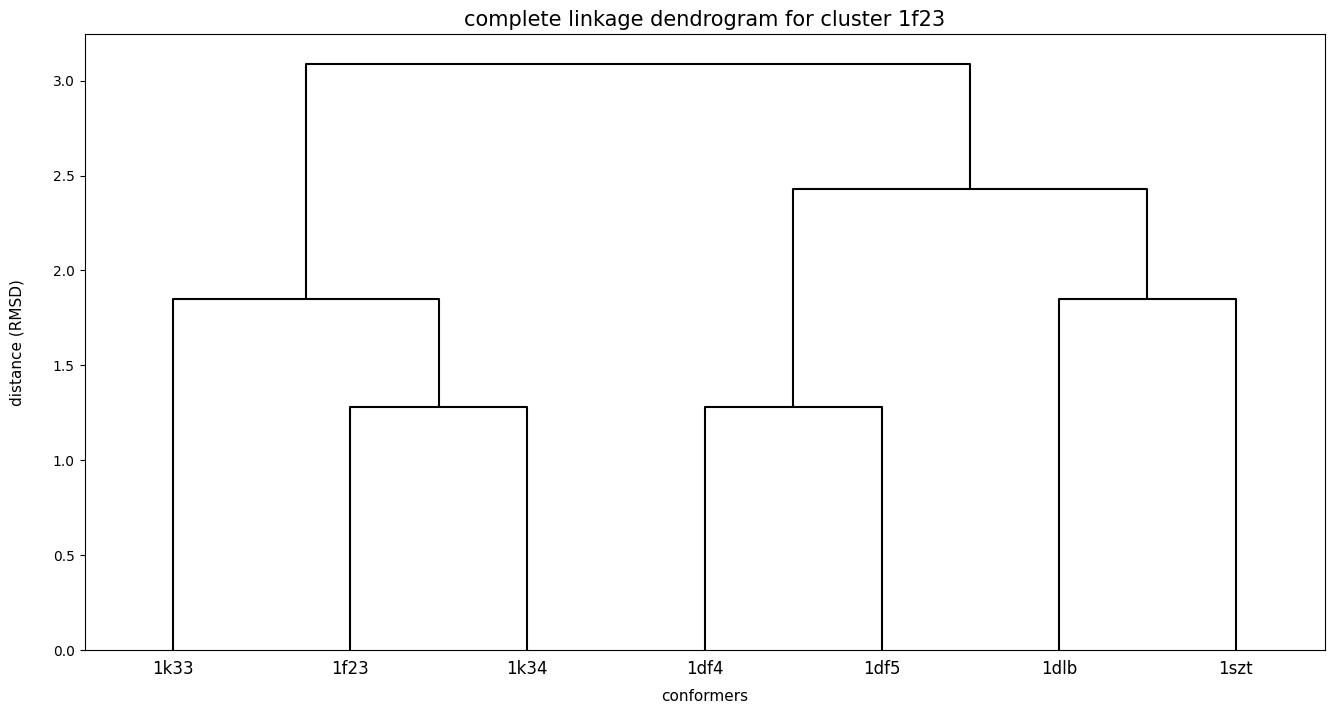 complete linkage dendrogram for cluster 1f23
3.0
2.5
2.0
1.5
1.0
0.5
0.0
distance (RMSD)
1k33 1f23 1k34 1df4 1df5 1dlb 1szt
conformers